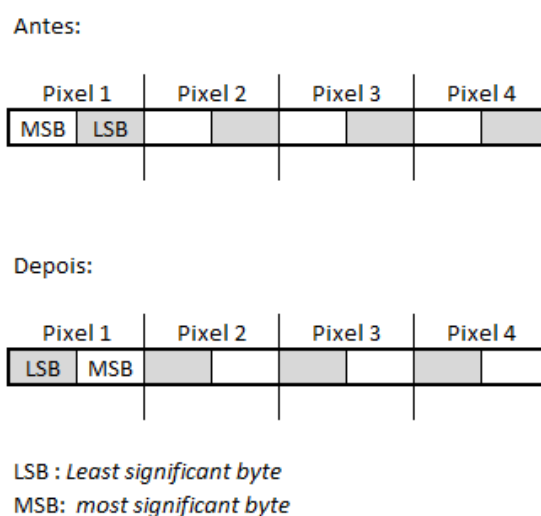 Antes:
Pixel 1 Pixel 2 Pixel 3 Pixel 4
MSB LSB
Depois:
Pixel 1 Pixel 2 Pixel 3 Pixel 4
LSB MSB
LSB : Least significant byte
MSB: most significant byte